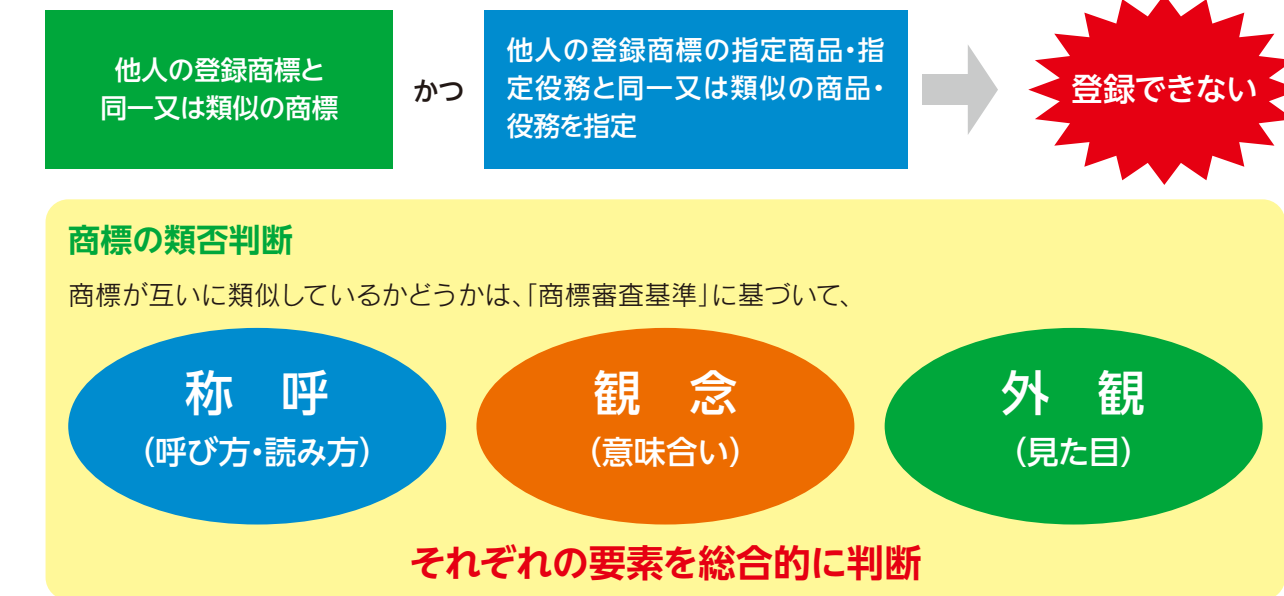 他人の登録商標と
同一又は類似の商標
かつ
他人の登録商標の指定商品・指
定役務と同一又は類似の商品・
役務を指定
登録できない
商標の類否判断
商標が互いに類似しているかどうかは、「商標審査基準」に基づいて、
称　呼
（呼び方・読み方）
観　念
（意味合い）
外　観
（見た目）
それぞれの要素を総合的に判断